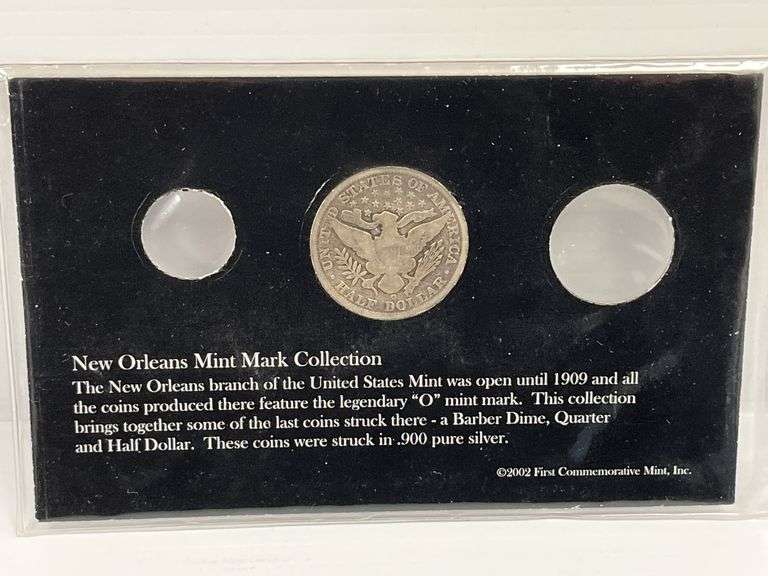 UNITED STATES OF AMERICA
HALF DOLLAR
New Orleans Mint Mark Collection
The New Orleans branch of the United States Mint was open until 1909 and all
the coins produced there feature the legendary “O” mint mark.  This collection
brings together some of the last coins struck there - a Barber Dime, Quarter
and Half Dollar.  These coins were struck in .900 pure silver.
©2002 First Commemorative Mint, Inc.